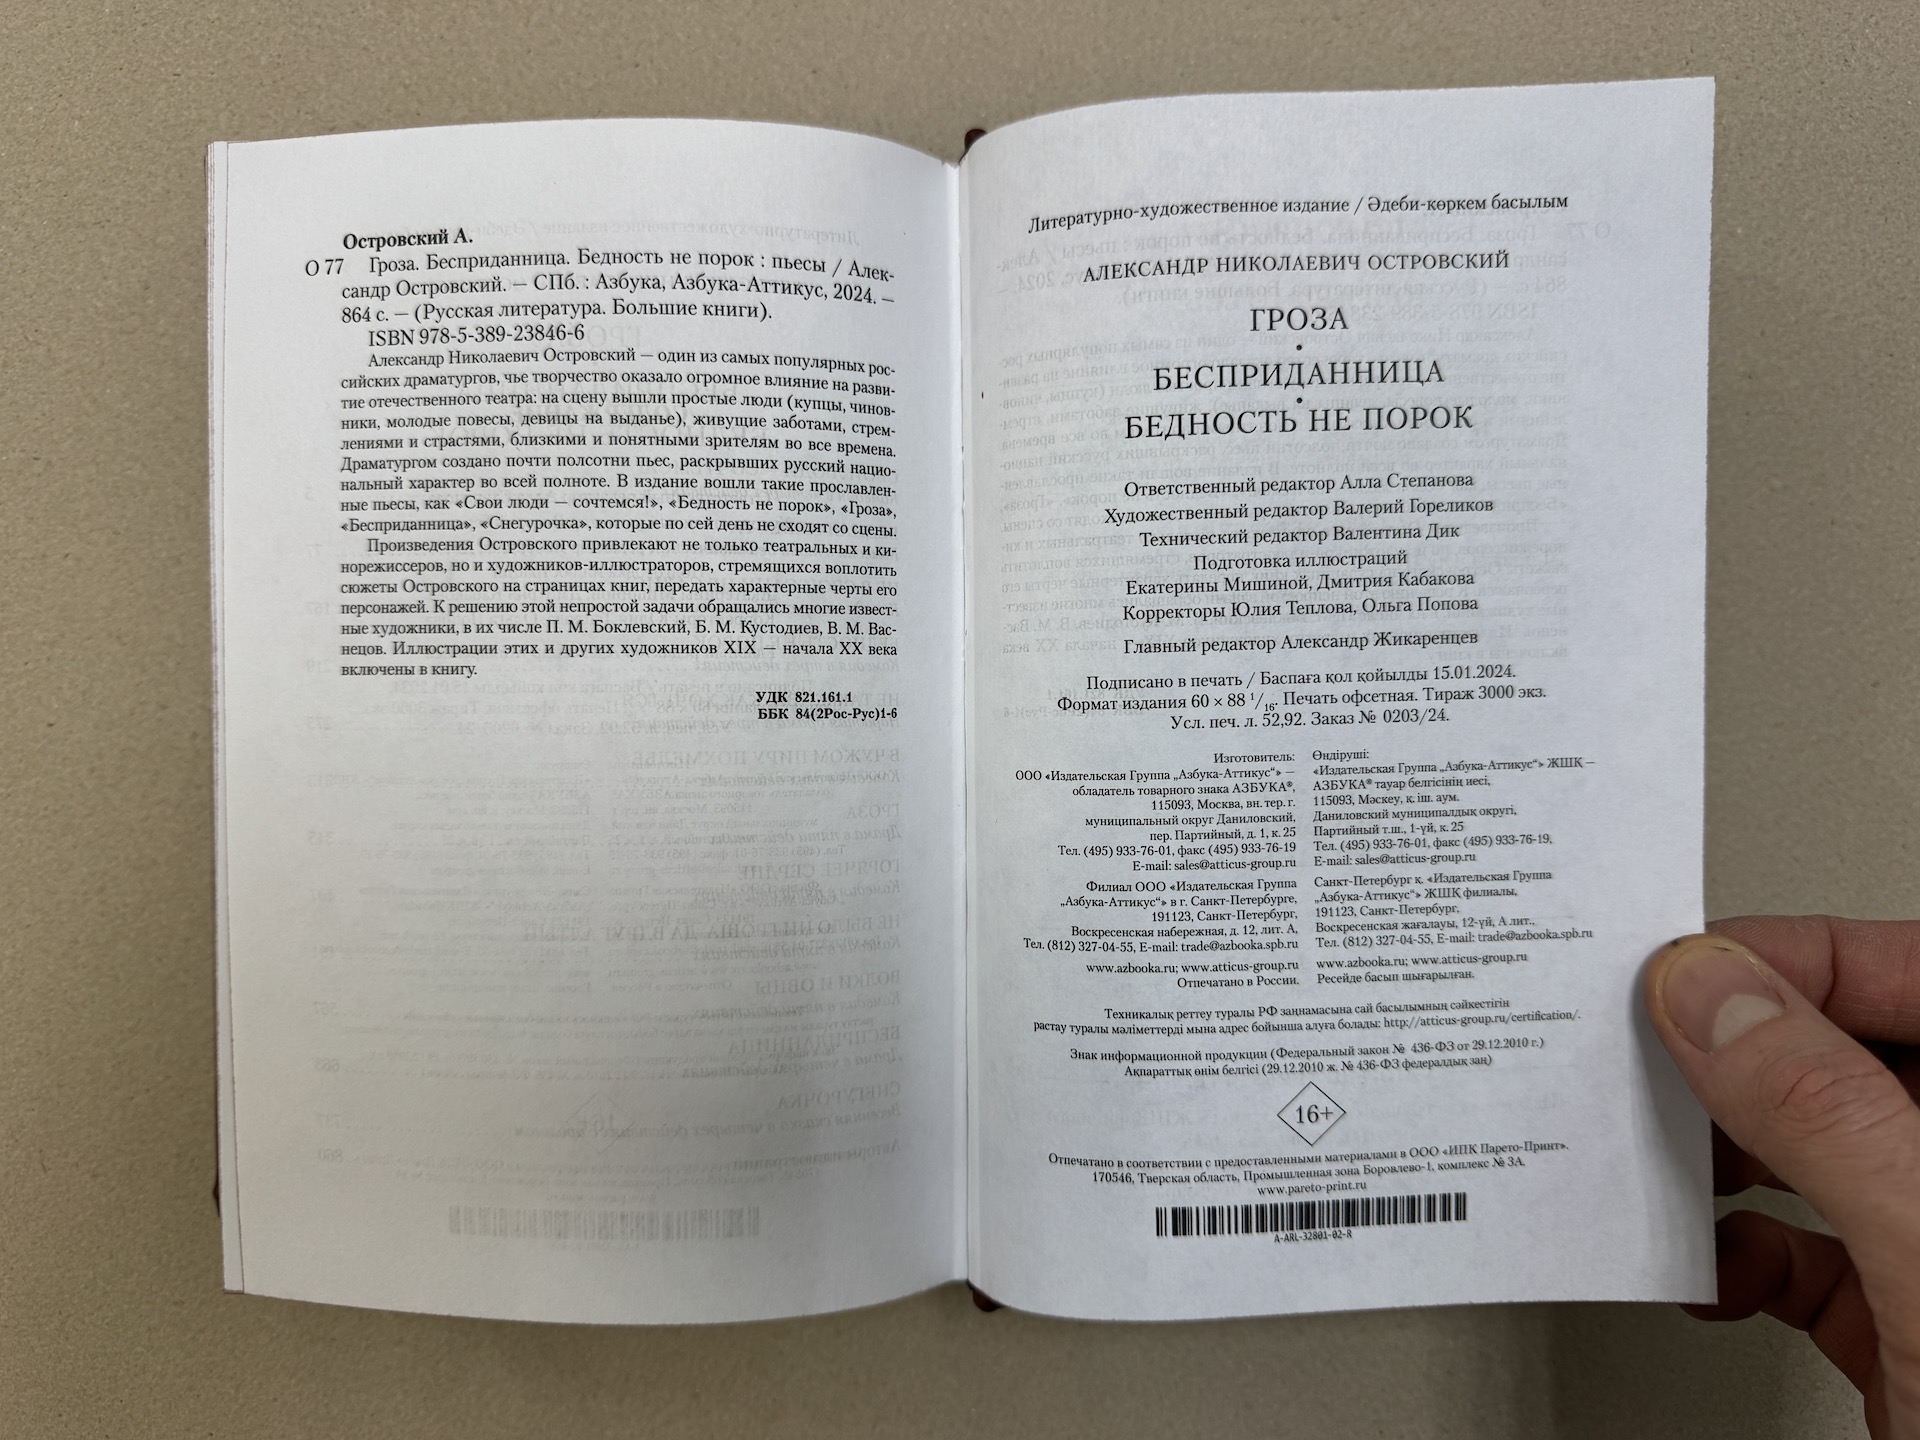 Островский А.
О 77 Гроза. Бесприданница. Бедность не порок : пьесы / Алек-
сандр Островский. — СПб. : Азбука, Азбука-Аттикус, 2024. —
864 с. — (Русская литература. Большие книги).
ISBN 978-5-389-23846-6
Александр Николаевич Островский — один из самых популярных рос-
сийских драматургов, чье творчество оказало огромное влияние на разви-
тие отечественного театра: на сцену вышли простые люди (купцы, чинов-
ники, молодые повесы, девицы на выданье), живущие заботами, стрем-
лениями и страстями, близкими и понятными зрителям во все времена.
Драматургом создано почти полсотни пьес, раскрывших русский нацио-
нальный характер во всей полноте. В издание вошли такие прославлен-
ные пьесы, как «Свои люди — сочтемся!», «Бедность не порок», «Гроза»,
«Бесприданница», «Снегурочка», которые по сей день не сходят со сцены.
Произведения Островского привлекают не только театральных и ки-
норежиссеров, но и художников-иллюстраторов, стремящихся воплотить
сюжеты Островского на страницах книг, передать характерные черты его
персонажей. К решению этой непростой задачи обращались многие извест-
ные художники, в их числе П. М. Боклевский, Б. М. Кустодиев, В. М. Вас-
нецов. Иллюстрации этих и других художников XIX — начала XX века
включены в книгу.
УДК 821.161.1
ББК 84(2Рос-Рус)1-6
Литературно-художественное издание / Әдеби-көркем басылым
АЛЕКСАНДР НИКОЛАЕВИЧ ОСТРОВСКИЙ
ГРОЗА
•
БЕСПРИДАННИЦА
•
БЕДНОСТЬ НЕ ПОРОК
Ответственный редактор Алла Степанова
Художественный редактор Валерий Гореликов
Технический редактор Валентина Дик
Подготовка иллюстраций
Екатерины Мишиной, Дмитрия Кабакова
Корректоры Юлия Теплова, Ольга Попова
Главный редактор Александр Жикаренцев
Подписано в печать / Баспаға қол қойылды 15.01.2024.
Формат издания 60 × 88 1/16. Печать офсетная. Тираж 3000 экз.
Усл. печ. л. 52,92. Заказ № 0203/24.
Изготовитель:
ООО «Издательская Группа „Азбука-Аттикус“» —
обладатель товарного знака АЗБУКА®,
115093, Москва, вн. тер. г.
муниципальный округ Даниловский,
пер. Партийный, д. 1, к. 25
Тел. (495) 933-76-01, факс (495) 933-76-19
E-mail: sales@atticus-group.ru
Филиал ООО «Издательская Группа
„Азбука-Аттикус“» в г. Санкт-Петербурге,
191123, Санкт-Петербург,
Воскресенская набережная, д. 12, лит. А,
Тел. (812) 327-04-55, E-mail: trade@azbooka.spb.ru
www.azbooka.ru; www.atticus-group.ru
Отпечатано в России.
Өндіруші:
«Издательская Группа „Азбука-Аттикус“» ЖШҚ —
АЗБУКА® тауар белгісінің иесі,
115093, Мәскеу, қ. іш. аум.
Даниловский муниципалдық округі,
Партийный т.ш., 1-үй, к. 25
Тел. (495) 933-76-01, факс (495) 933-76-19,
E-mail: sales@atticus-group.ru
Санкт-Петербург қ. «Издательская Группа
„Азбука-Аттикус“» ЖШҚ филиалы,
191123, Санкт-Петербург,
Воскресенская жағалауы, 12-үй, А лит.,
Тел. (812) 327-04-55, E-mail: trade@azbooka.spb.ru
www.azbooka.ru; www.atticus-group.ru
Ресейде басып шығарылған.
Техникалық реттеу туралы РФ заңнамасына сай басылымның сәйкестігін
растау туралы мәліметтерді мына адрес бойынша алуға болады: http://atticus-group.ru/certification/.
Знак информационной продукции (Федеральный закон № 436-ФЗ от 29.12.2010 г.)
Ақпараттық өнім белгісі (29.12.2010 ж. № 436-ФЗ федералдық заң)
16+
Отпечатано в соответствии с предоставленными материалами в ООО «ИПК Парето-Принт».
170546, Тверская область, Промышленная зона Боровлево-1, комплекс № 3А.
www.pareto-print.ru
A-ARL-32801-02-R